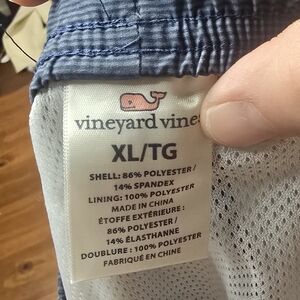 vineyard vines
XL/TG
SHELL: 86% POLYESTER /
14% SPANDEX
LINING: 100% POLYESTER
MADE IN CHINA
ÉTOFFE EXTÉRIEURE :
86% POLYESTER /
14% ÉLASTHANNE
DOUBLURE : 100% POLYESTER
FABRIQUÉ EN CHINE